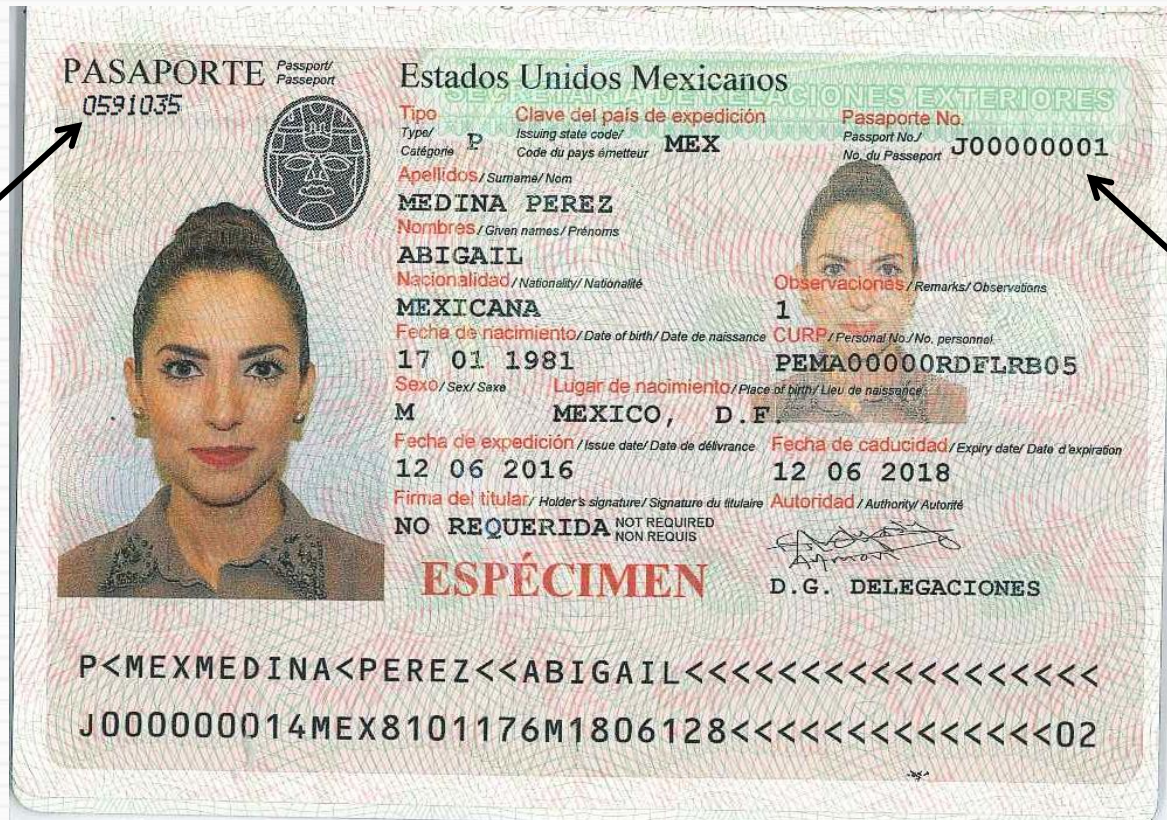 PASAPORTE Passport/ Passeport
0591035
Estados Unidos Mexicanos
SECRETARIA DE RELACIONES EXTERIORES
Tipo Clave del país de expedición Pasaporte No.
Type/ Issuing state code/ Passport No./
Catégorie P Code du pays émetteur MEX No. du Passeport J00000001
Apellidos / Surname / Nom
MEDINA PEREZ
Nombres / Given names / Prénoms
ABIGAIL
Nacionalidad / Nationality / Nationalité Observaciones / Remarks / Observations
MEXICANA 1
Fecha de nacimiento / Date of birth / Date de naissance CURP / Personal No. / No. personnel
17 01 1981 PEMA00000RDFLRB05
Sexo / Sex / Sexe Lugar de nacimiento / Place of birth / Lieu de naissance
M MEXICO, D.F.
Fecha de expedición / Issue date / Date de délivrance Fecha de caducidad / Expiry date / Date d'expiration
12 06 2016 12 06 2018
Firma del titular / Holder's signature / Signature du titulaire Autoridad / Authority / Autorité
NO REQUERIDA NOT REQUIRED
NON REQUIS
ESPÉCIMEN
D.G. DELEGACIONES
P<MEXMEDINA<PEREZ<<ABIGAIL<<<<<<<<<<<<<<<<<<
J000000014MEX8101176M1806128<<<<<<<<<<<<<<02